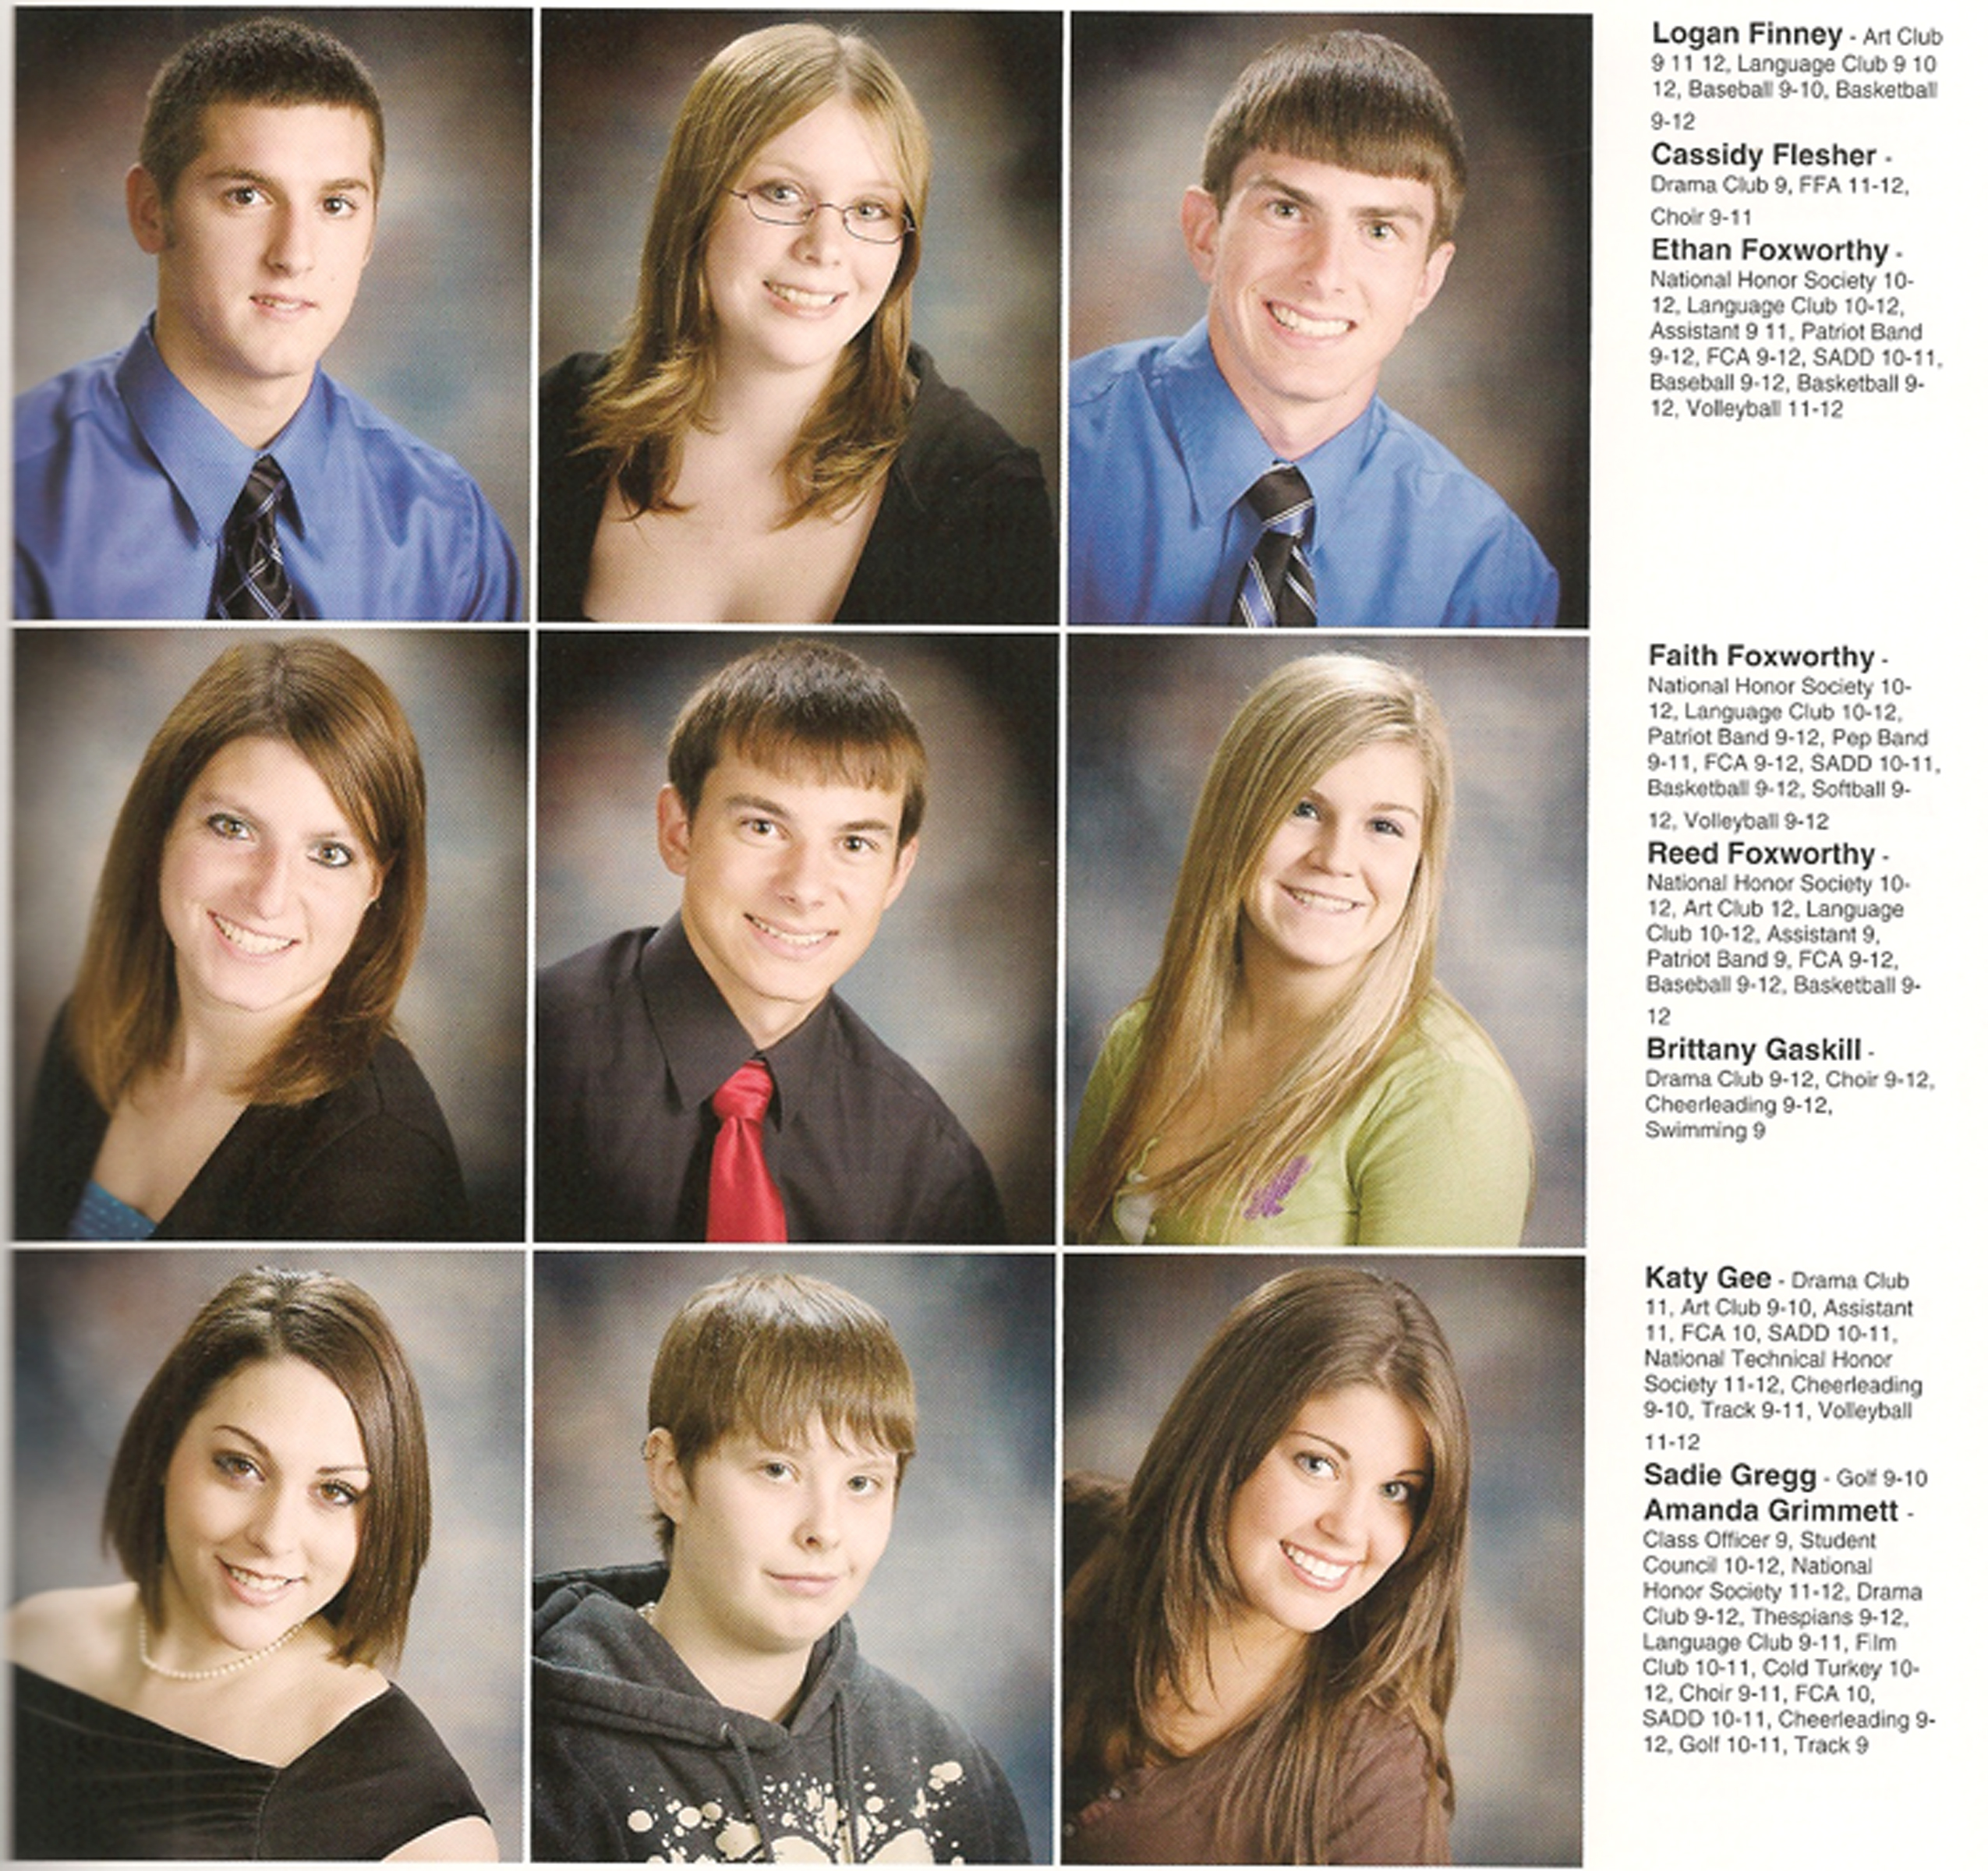 Logan Finney - Art Club
9 11 12, Language Club 9 10
12, Baseball 9-10, Basketball
9-12
Cassidy Flesher -
Drama Club 9, FFA 11-12,
Choir 9-11
Ethan Foxworthy -
National Honor Society 10-
12, Language Club 10-12,
Assistant 9 11, Patriot Band
9-12, FCA 9-12, SADD 10-11,
Baseball 9-12, Basketball 9-
12, Volleyball 11-12
Faith Foxworthy -
National Honor Society 10-
12, Language Club 10-12,
Patriot Band 9-12, Pep Band
9-11, FCA 9-12, SADD 10-11,
Basketball 9-12, Softball 9-
12, Volleyball 9-12
Reed Foxworthy -
National Honor Society 10-
12, Art Club 12, Language
Club 10-12, Assistant 9,
Patriot Band 9, FCA 9-12,
Baseball 9-12, Basketball 9-
12
Brittany Gaskill -
Drama Club 9-12, Choir 9-12,
Cheerleading 9-12,
Swimming 9
Katy Gee - Drama Club
11, Art Club 9-10, Assistant
11, FCA 10, SADD 10-11,
National Technical Honor
Society 11-12, Cheerleading
9-10, Track 9-11, Volleyball
11-12
Sadie Gregg - Golf 9-10
Amanda Grimmett -
Class Officer 9, Student
Council 10-12, National
Honor Society 11-12, Drama
Club 9-12, Thespians 9-12,
Language Club 9-11, Film
Club 10-11, Cold Turkey 10-
12, Choir 9-11, FCA 10,
SADD 10-11, Cheerleading 9-
12, Golf 10-11, Track 9